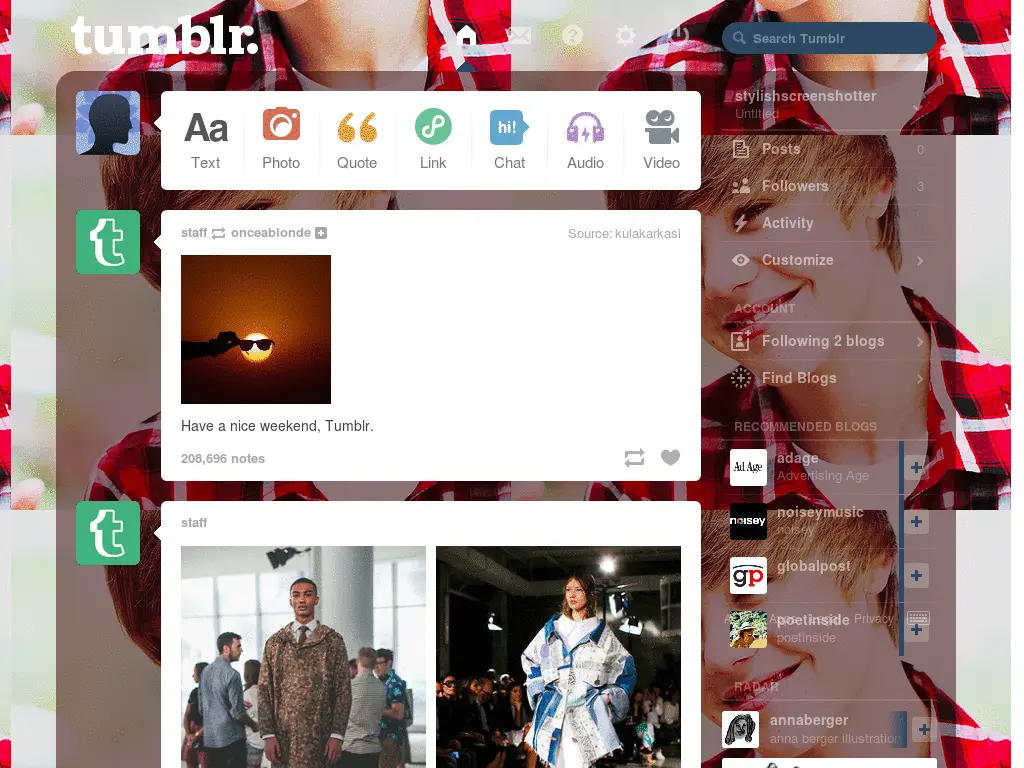 tumblr.
Search Tumblr
stylishscreenshotter
Untitled
Aa
hi!
Text
Photo
Quote
Link
Chat
Audio
Video
Posts
0
Followers
3
Activity
Customize
ACCOUNT
Following 2 blogs
Find Blogs
staff
onceablonde
Source: kulakarkasi
Have a nice weekend, Tumblr.
208,696 notes
RECOMMENDED BLOGS
Ad Age
adage
Advertising Age
noisey
noiseymusic
noisey
gp
globalpost
poetinside
Privacy
poetinside
staff
RADAR
annaberger
anna berger illustration